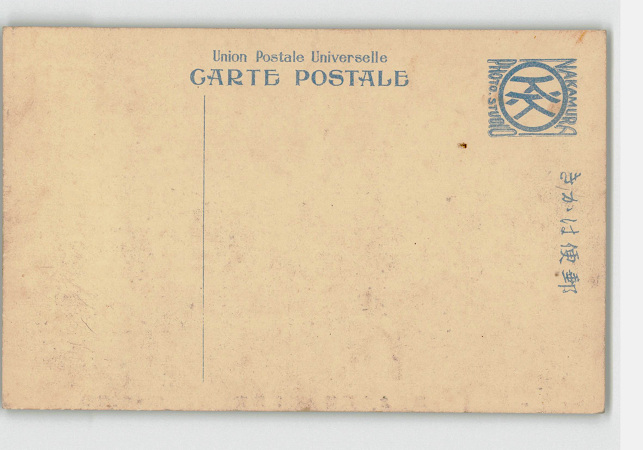 Union Postale Universelle
CARTE POSTALE
NAKAMURA
PHOTO.STUDIO
きかは便郵